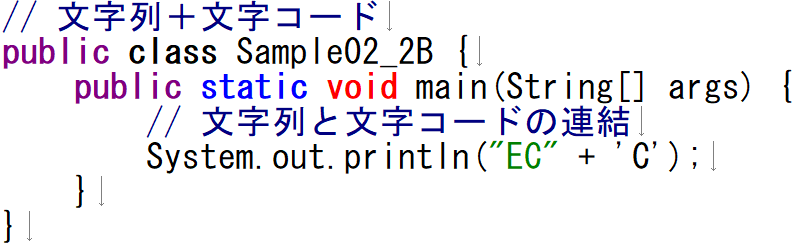 // 文字列＋文字コード↓
public class Sample02_2B {↓
    public static void main(String[] args) {
        // 文字列と文字コードの連結↓
        System.out.println("EC" + 'C');↓
    }↓
}↓